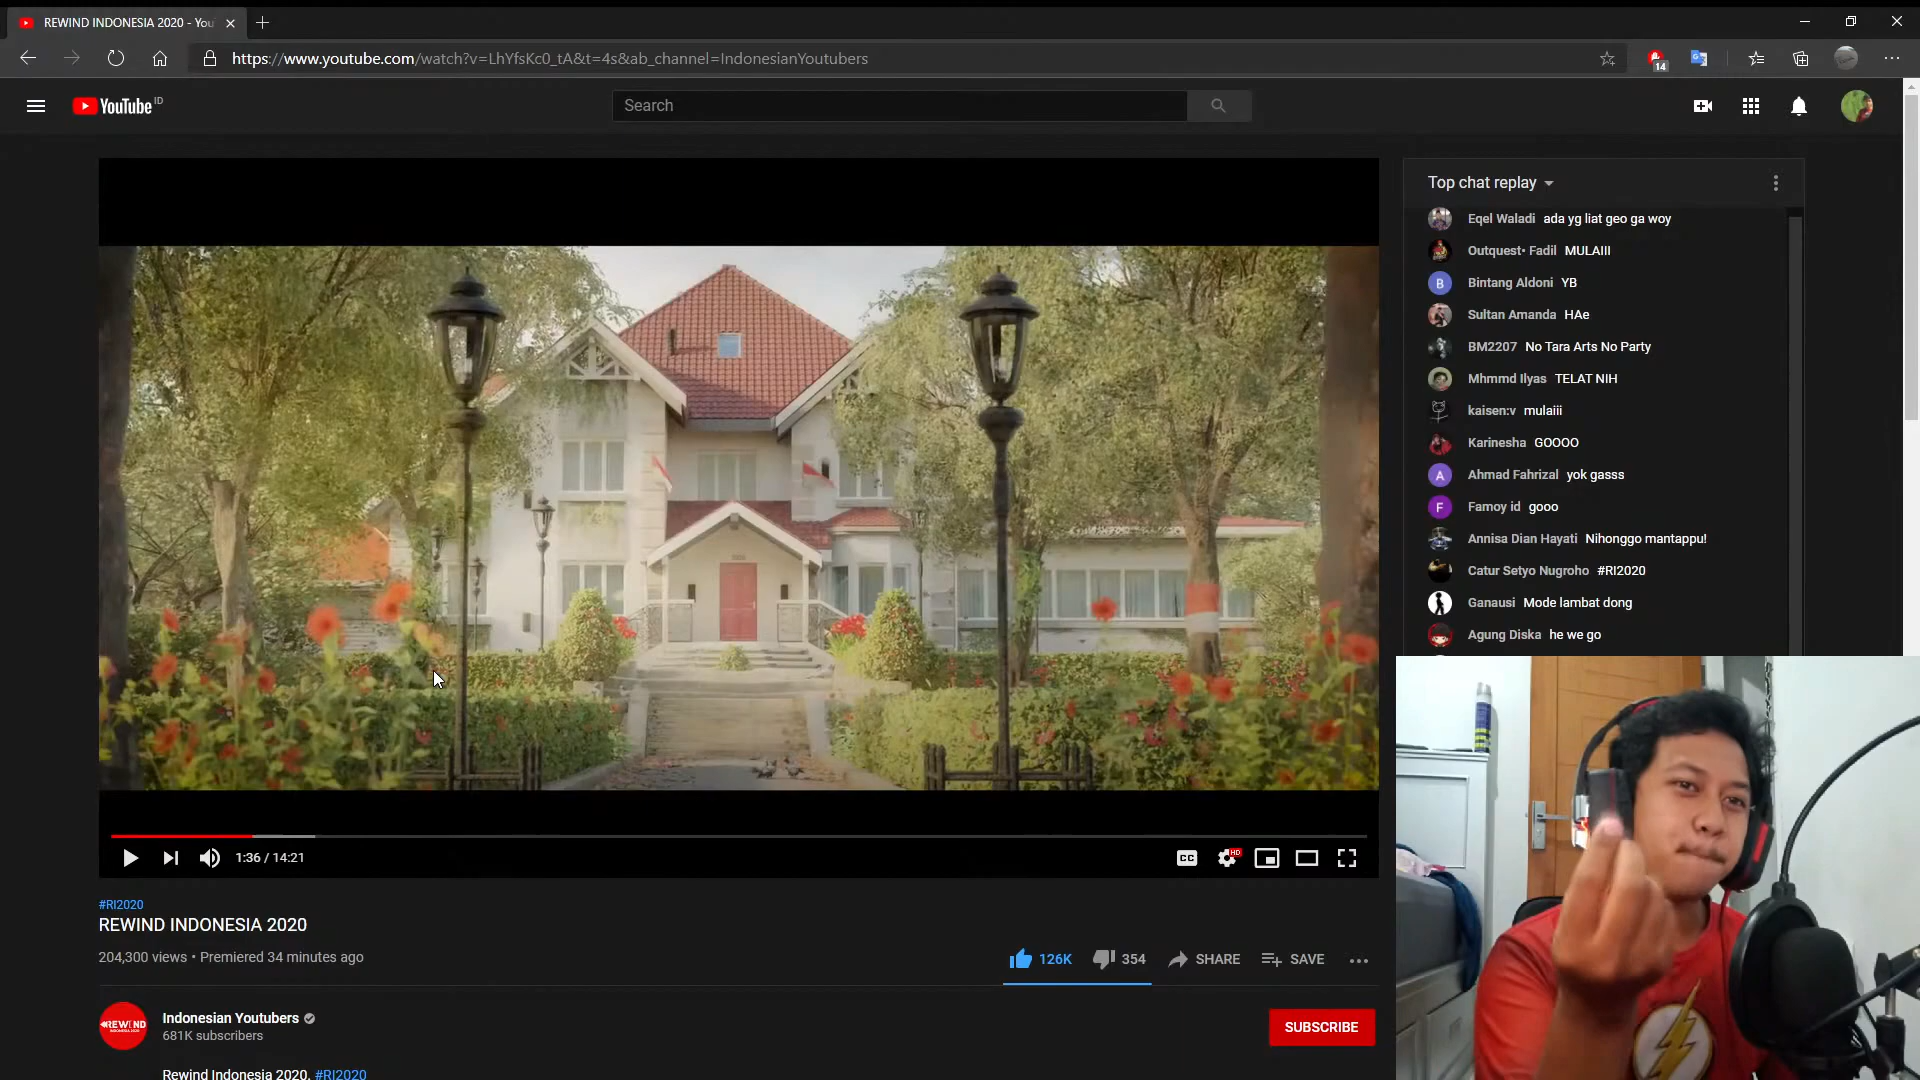 REWIND INDONESIA 2020 - You
https://www.youtube.com/watch?v=LhYfsKc0_tA&t=4s&ab_channel=IndonesianYoutubers
14
YouTube ID
Search
Top chat replay
Eqel Waladi ada yg liat geo ga woy
Outquest• Fadil MULAIII
B Bintang Aldoni YB
Sultan Amanda HAe
BM2207 No Tara Arts No Party
Mhmmd Ilyas TELAT NIH
kaisen:v mulaiii
Karinesha GOOOO
A Ahmad Fahrizal yok gasss
F Famoy id gooo
Annisa Dian Hayati Nihonggo mantappu!
Catur Setyo Nugroho #RI2020
Ganausi Mode lambat dong
Agung Diska he we go
1:36 / 14:21
CC
HD
#RI2020
REWIND INDONESIA 2020
204,300 views • Premiered 34 minutes ago
126K 354 SHARE SAVE
REWIND
Indonesian Youtubers
681K subscribers
SUBSCRIBE
Rewind Indonesia 2020. #RI2020